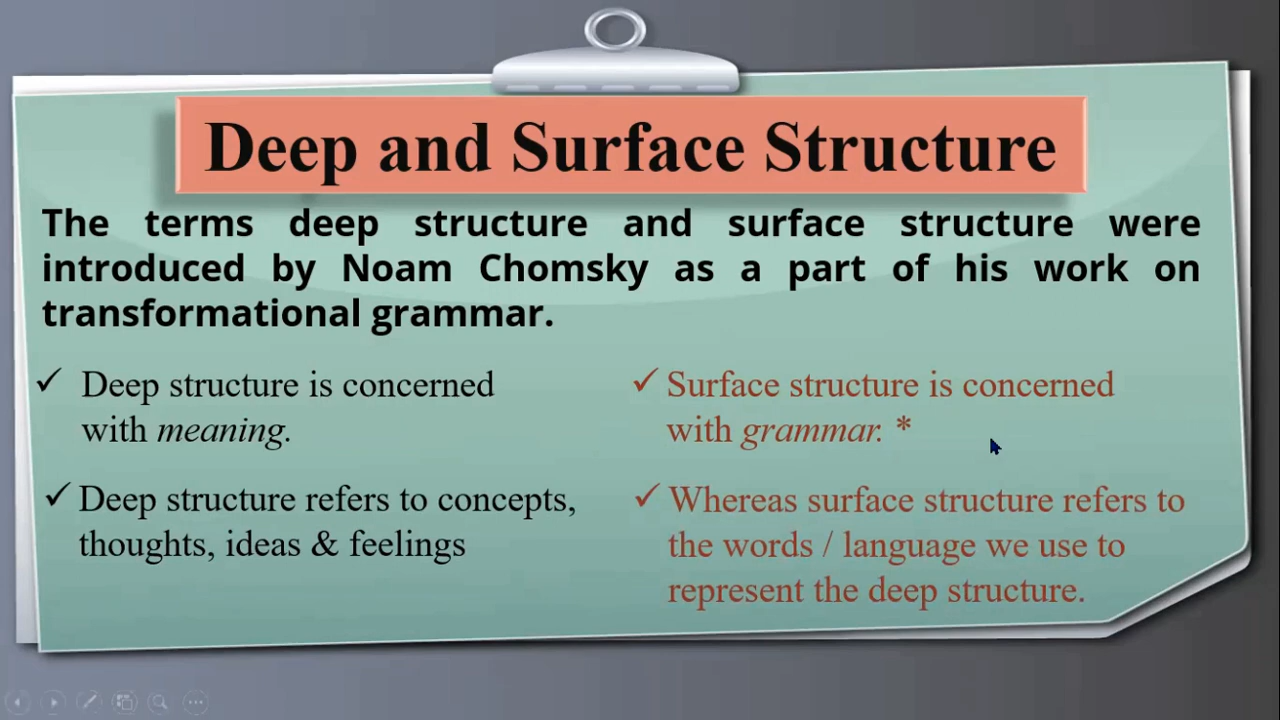 Deep and Surface Structure
The terms deep structure and surface structure were
introduced by Noam Chomsky as a part of his work on
transformational grammar.
✓ Deep structure is concerned
with meaning.
✓ Deep structure refers to concepts,
thoughts, ideas & feelings
✓ Surface structure is concerned
with grammar. *
✓ Whereas surface structure refers to
the words / language we use to
represent the deep structure.